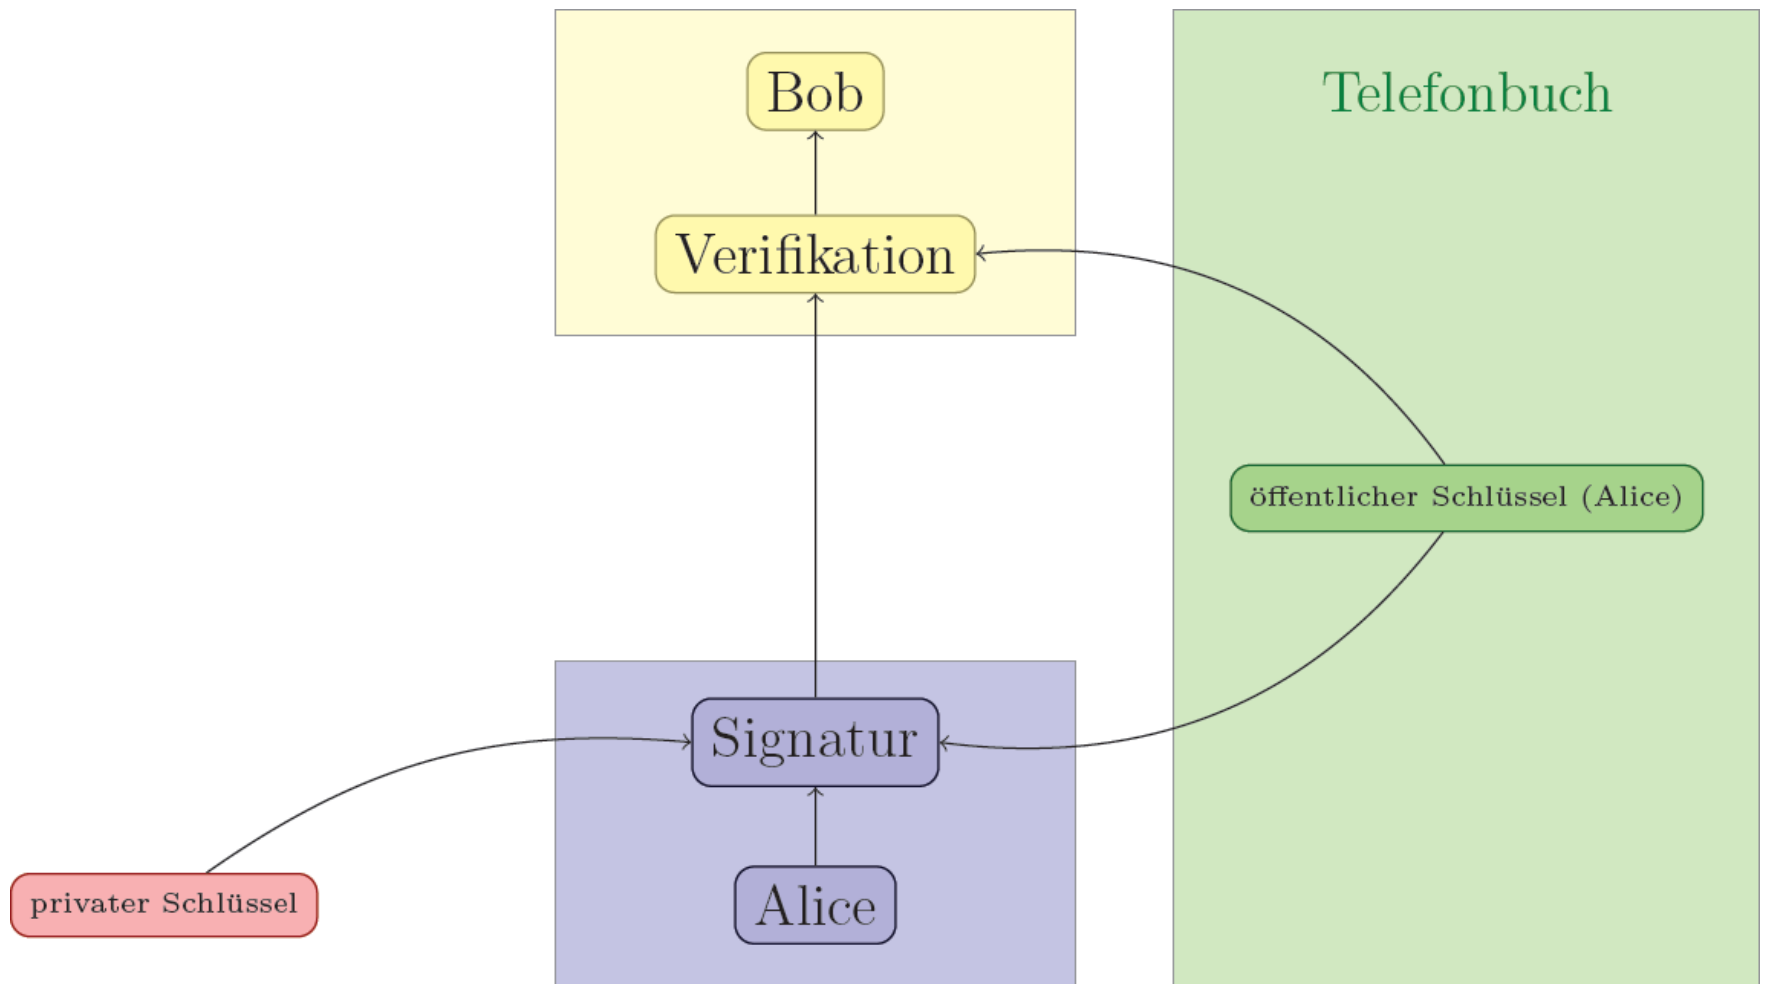 Bob
Telefonbuch
Verifikation
öffentlicher Schlüssel (Alice)
Signatur
privater Schlüssel
Alice